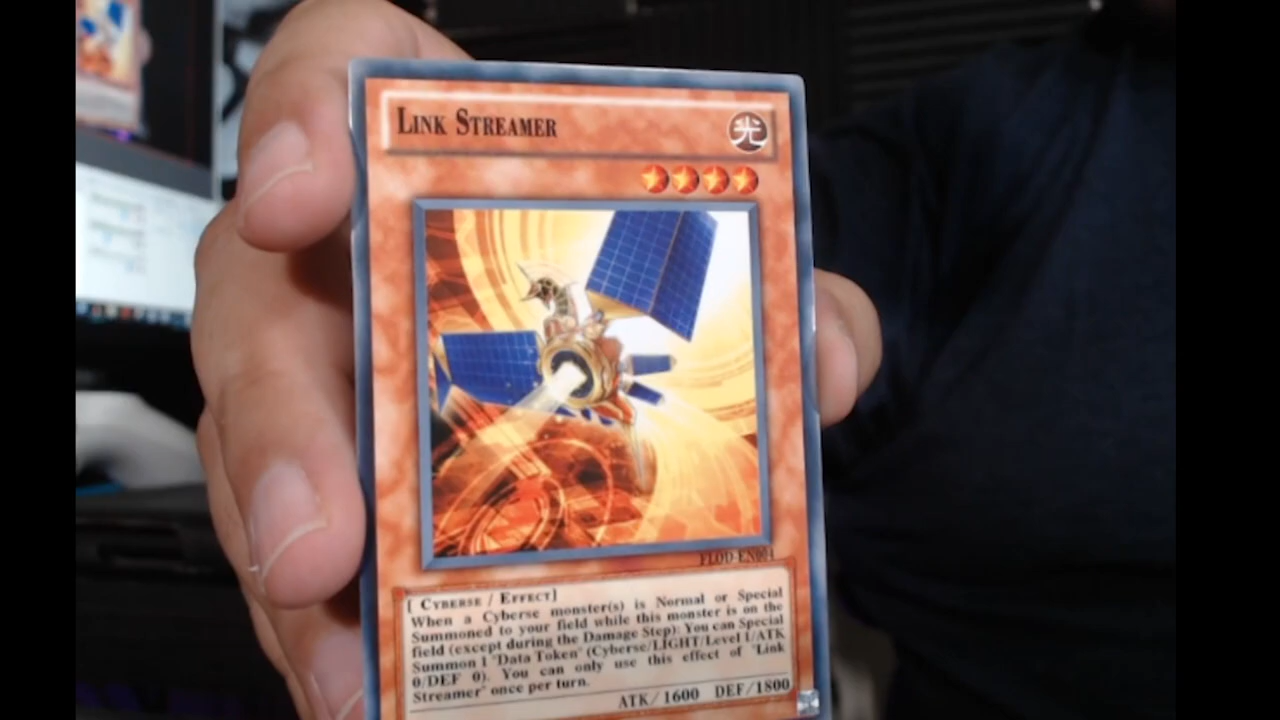 LINK STREAMER
光
FLOD-EN004
[ CYBERSE / EFFECT]
When a Cyberse monster(s) is Normal or Special
Summoned to your field while this monster is on the
field (except during the Damage Step): You can Special
Summon 1 "Data Token" (Cyberse/LIGHT/Level 1/ATK
0/DEF 0). You can only use this effect of "Link
Streamer" once per turn.
ATK/1600 DEF/1800